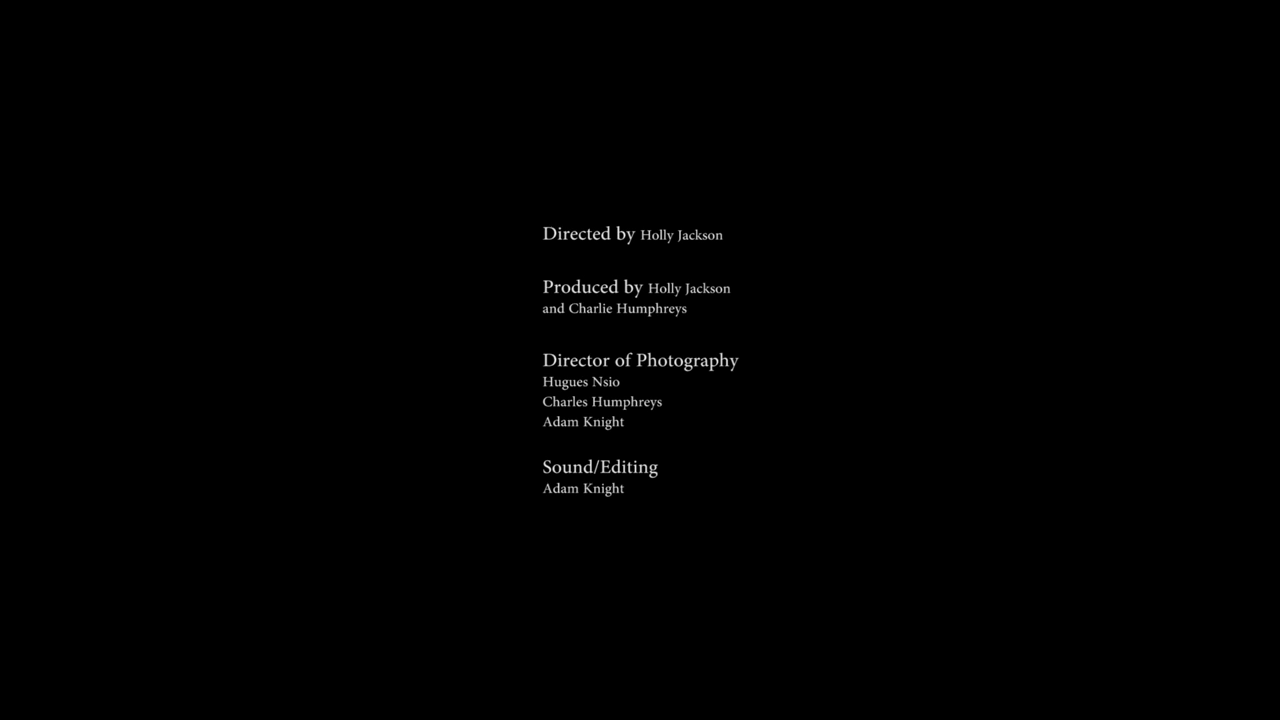 Directed by Holly Jackson
Produced by Holly Jackson
and Charlie Humphreys
Director of Photography
Hugues Nsio
Charles Humphreys
Adam Knight
Sound/Editing
Adam Knight